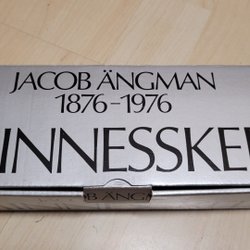 JACOB ÄNGMAN
1876-1976
INNESSKE